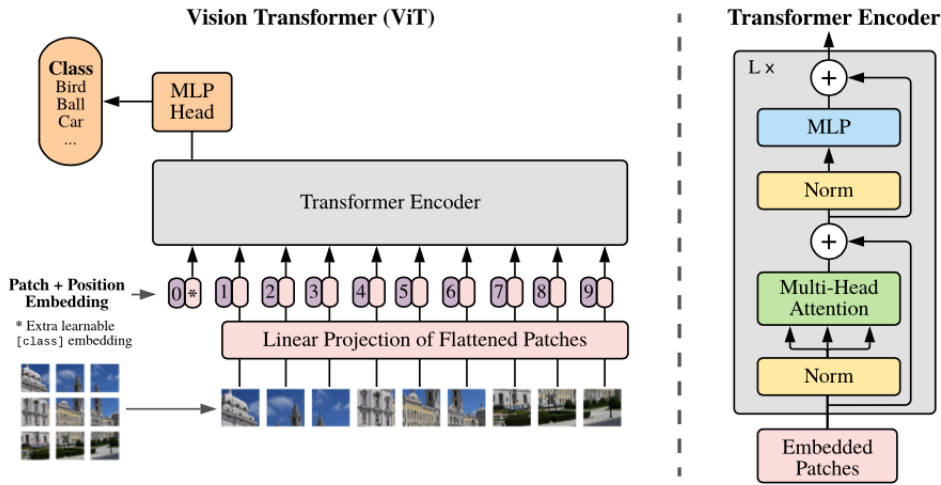 Vision Transformer (ViT)
Class
Bird
Ball
Car
...
MLP
Head
Transformer Encoder
Patch + Position
Embedding
0 * 1 2 3 4 5 6 7 8 9
* Extra learnable
[class] embedding
Linear Projection of Flattened Patches
Transformer Encoder
L x
+
MLP
Norm
+
Multi-Head
Attention
Norm
Embedded
Patches